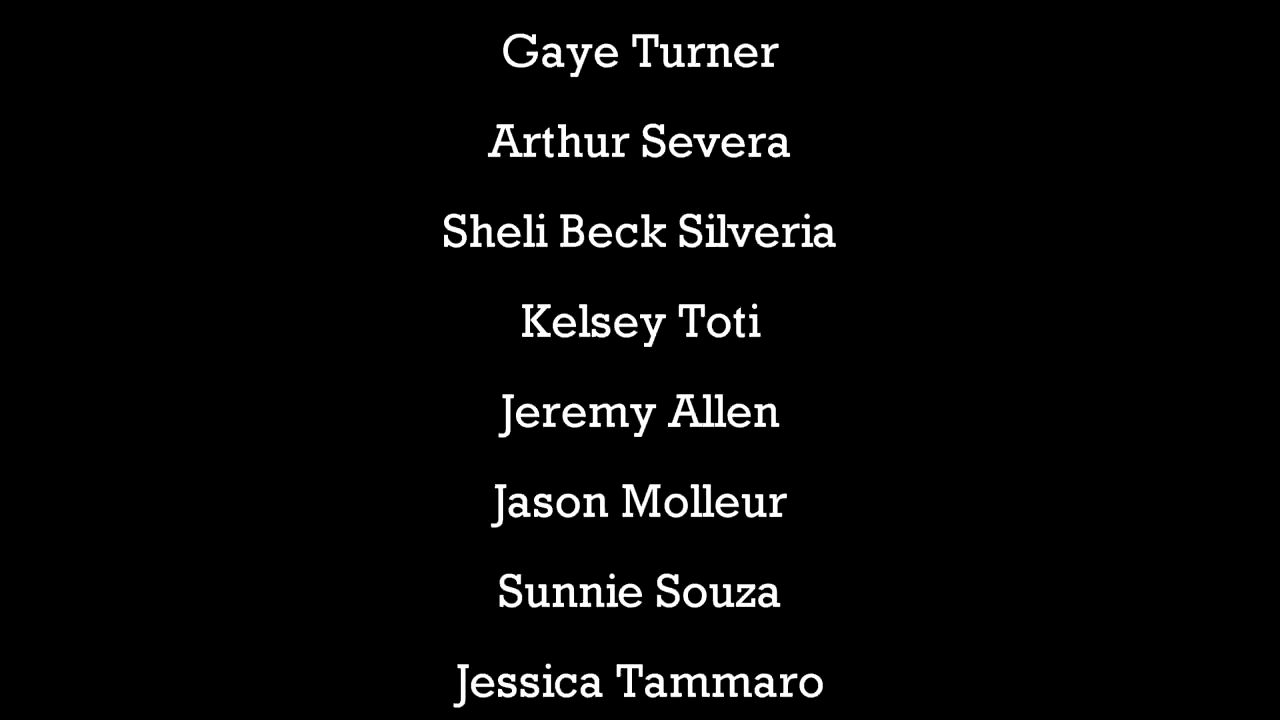 Gaye Turner
Arthur Severa
Sheli Beck Silveria
Kelsey Toti
Jeremy Allen
Jason Molleur
Sunnie Souza
Jessica Tammaro